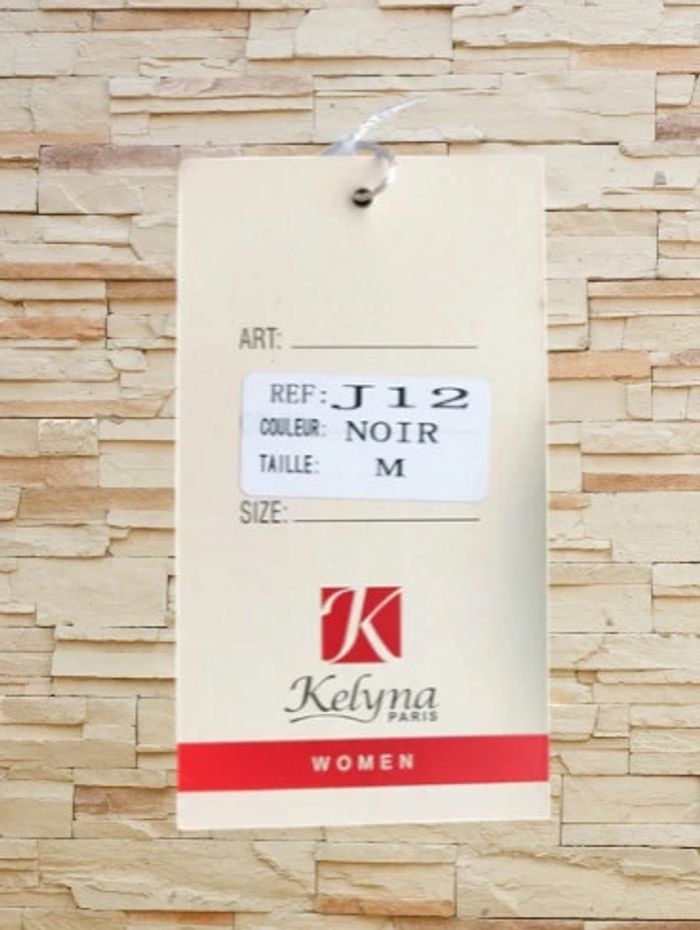 ART:
REF: J12
COULEUR: NOIR
TAILLE: M
SIZE:
K
Kelyna
PARIS
WOMEN